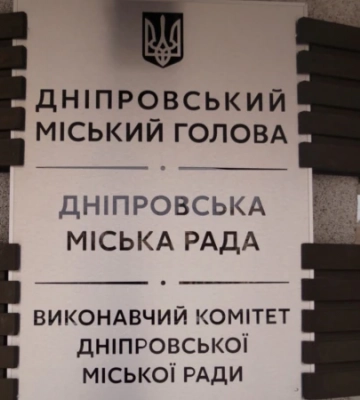 ДНІПРОВСЬКИЙ
МІСЬКИЙ ГОЛОВА
ДНІПРОВСЬКА
МІСЬКА РАДА
ВИКОНАВЧИЙ КОМІТЕТ
ДНІПРОВСЬКОЇ
МІСЬКОЇ РАДИ